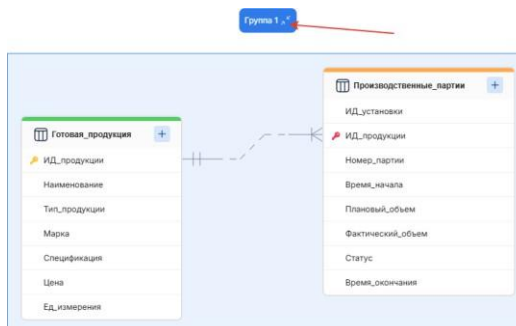 Группа 1
Производственные_партии
ИД_установки
ИД_продукции
Номер_партии
Время_начала
Плановый_объем
Фактический_объем
Статус
Время_окончания
Готовая_продукция
ИД_продукции
Наименование
Тип_продукции
Марка
Спецификация
Цена
Ед_измерения